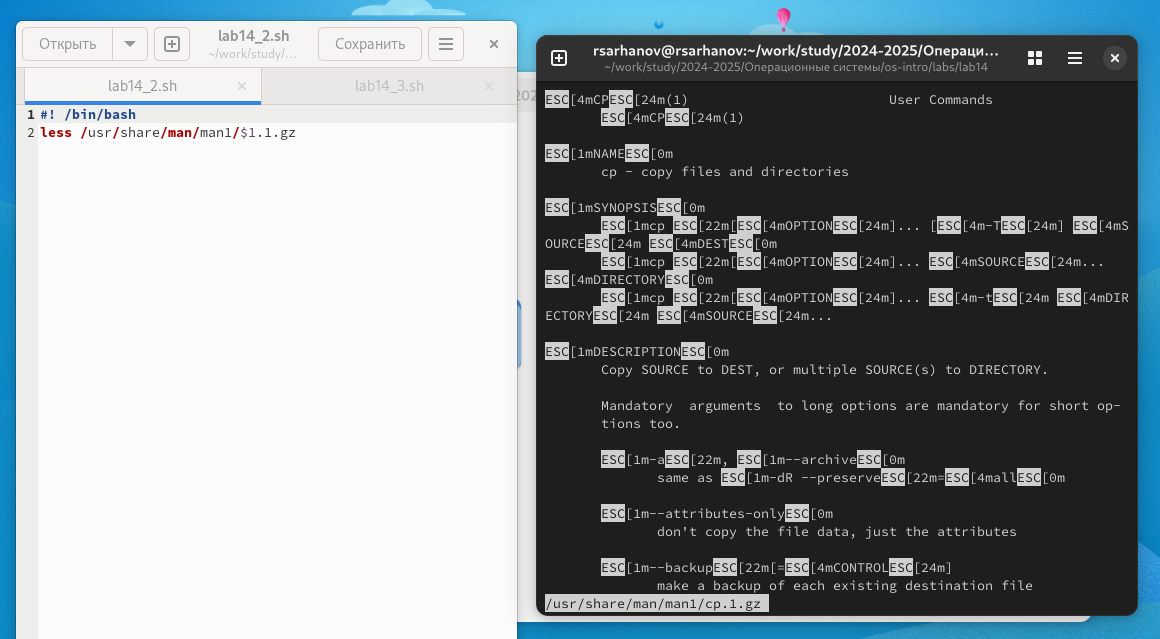 Открыть
lab14_2.sh
~/work/study/…
Сохранить
lab14_2.sh
lab14_3.sh
1 #! /bin/bash
2 less /usr/share/man/man1/$1.1.gz
202
rsarhanov@rsarhanov:~/work/study/2024-2025/Операци…
~/work/study/2024-2025/Операционные системы/os-intro/labs/lab14
ESC[4mCPESC[24m(1)                         User Commands
       ESC[4mCPESC[24m(1)
ESC[1mNAMEESC[0m
       cp - copy files and directories
ESC[1mSYNOPSISESC[0m
       ESC[1mcp ESC[22m[ESC[4mOPTIONESC[24m]... [ESC[4m-TESC[24m] ESC[4mS
OURCEESC[24m ESC[4mDESTESC[0m
       ESC[1mcp ESC[22m[ESC[4mOPTIONESC[24m]... ESC[4mSOURCEESC[24m...
ESC[4mDIRECTORYESC[0m
       ESC[1mcp ESC[22m[ESC[4mOPTIONESC[24m]... ESC[4m-tESC[24m ESC[4mDIR
ECTORYESC[24m ESC[4mSOURCEESC[24m...
ESC[1mDESCRIPTIONESC[0m
       Copy SOURCE to DEST, or multiple SOURCE(s) to DIRECTORY.
       Mandatory  arguments  to long options are mandatory for short op-
       tions too.
       ESC[1m-aESC[22m, ESC[1m--archiveESC[0m
              same as ESC[1m-dR --preserveESC[22m=ESC[4mallESC[0m
       ESC[1m--attributes-onlyESC[0m
              don't copy the file data, just the attributes
       ESC[1m--backupESC[22m[=ESC[4mCONTROLESC[24m]
              make a backup of each existing destination file
/usr/share/man/man1/cp.1.gz